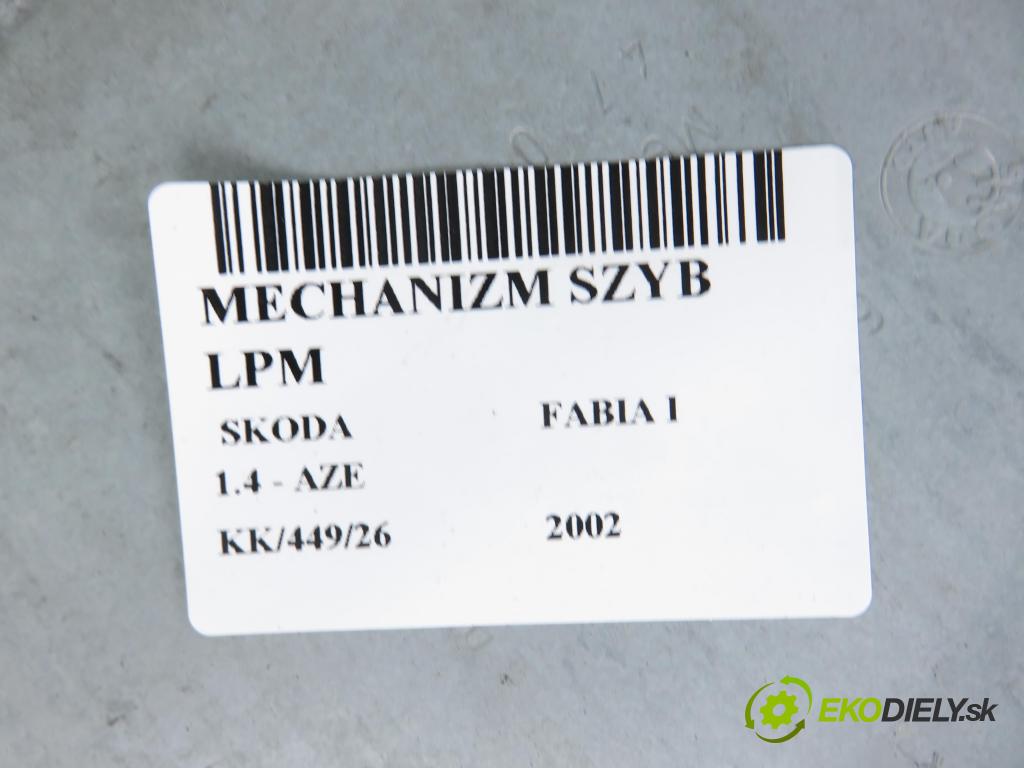 MECHANIZM SZYB
LPM
SKODA FABIA I
1.4 - AZE
KK/449/26 2002
EKODIELY.sk